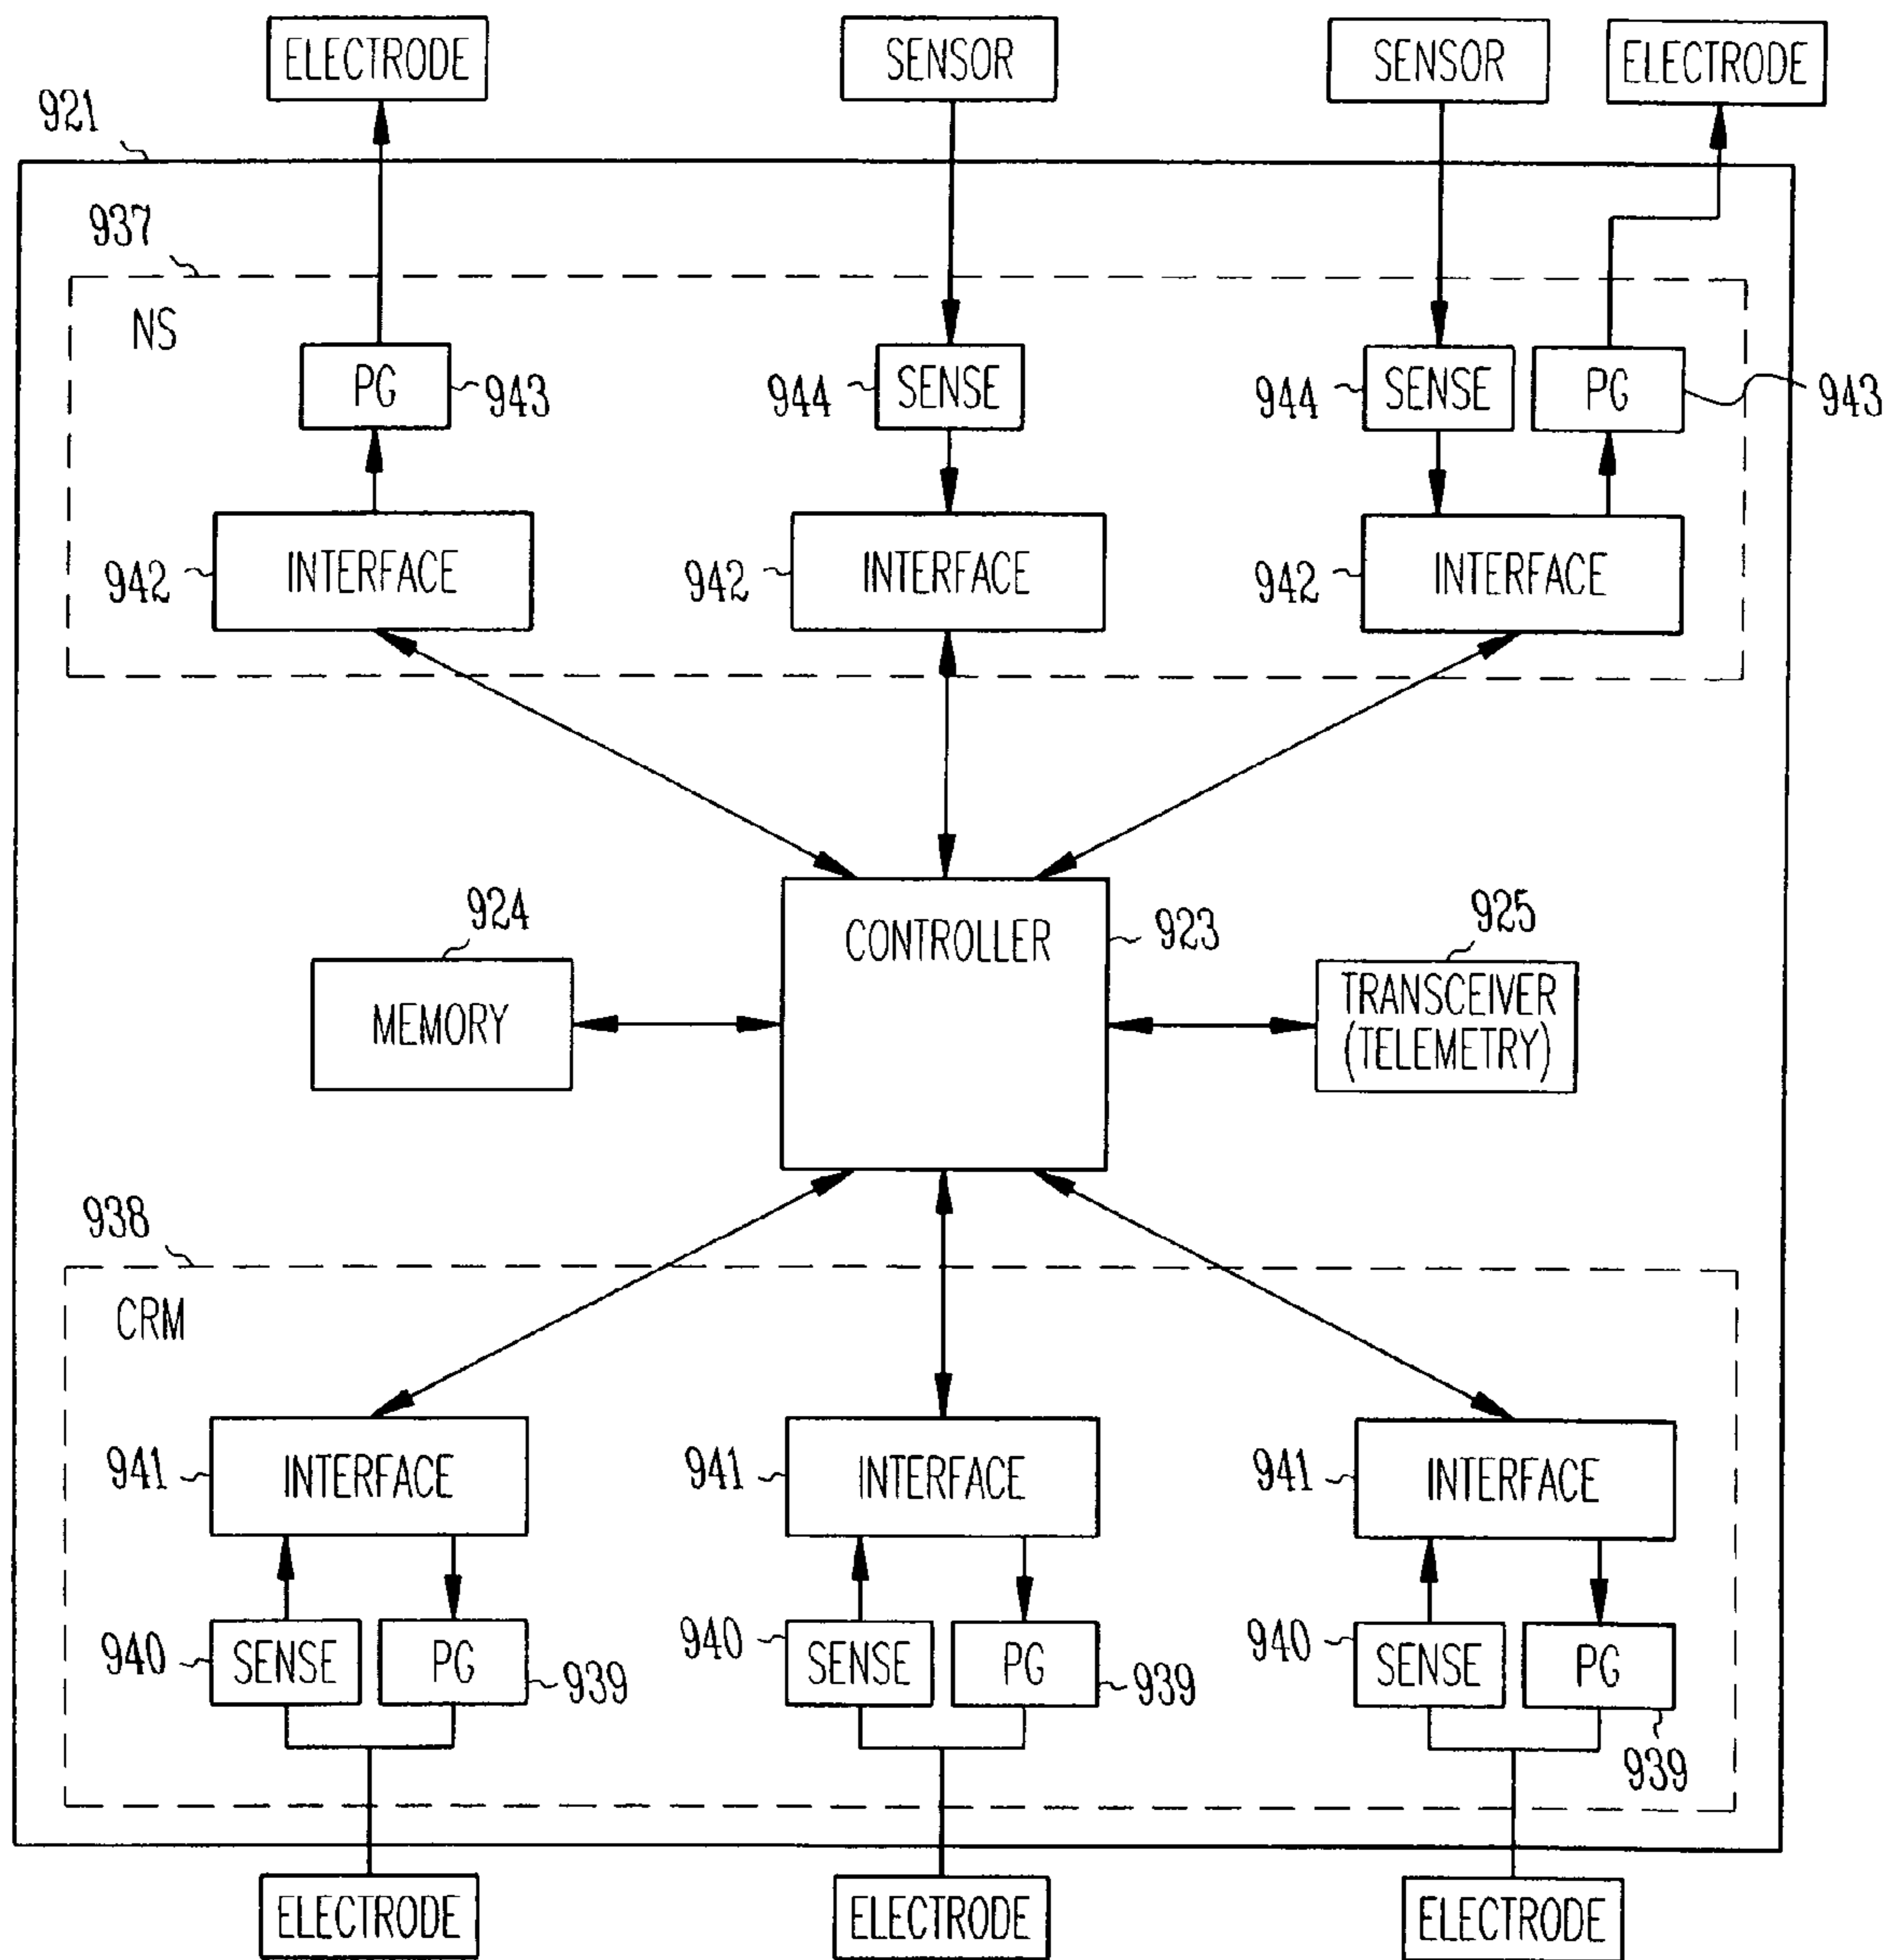 ELECTRODE
SENSOR
SENSOR
ELECTRODE
921
937
NS
PG
943
944
SENSE
944
SENSE
PG
943
942
INTERFACE
942
INTERFACE
942
INTERFACE
924
MEMORY
CONTROLLER
923
925
TRANSCEIVER
(TELEMETRY)
938
CRM
941
INTERFACE
941
INTERFACE
941
INTERFACE
940
SENSE
PG
939
940
SENSE
PG
939
940
SENSE
PG
939
ELECTRODE
ELECTRODE
ELECTRODE